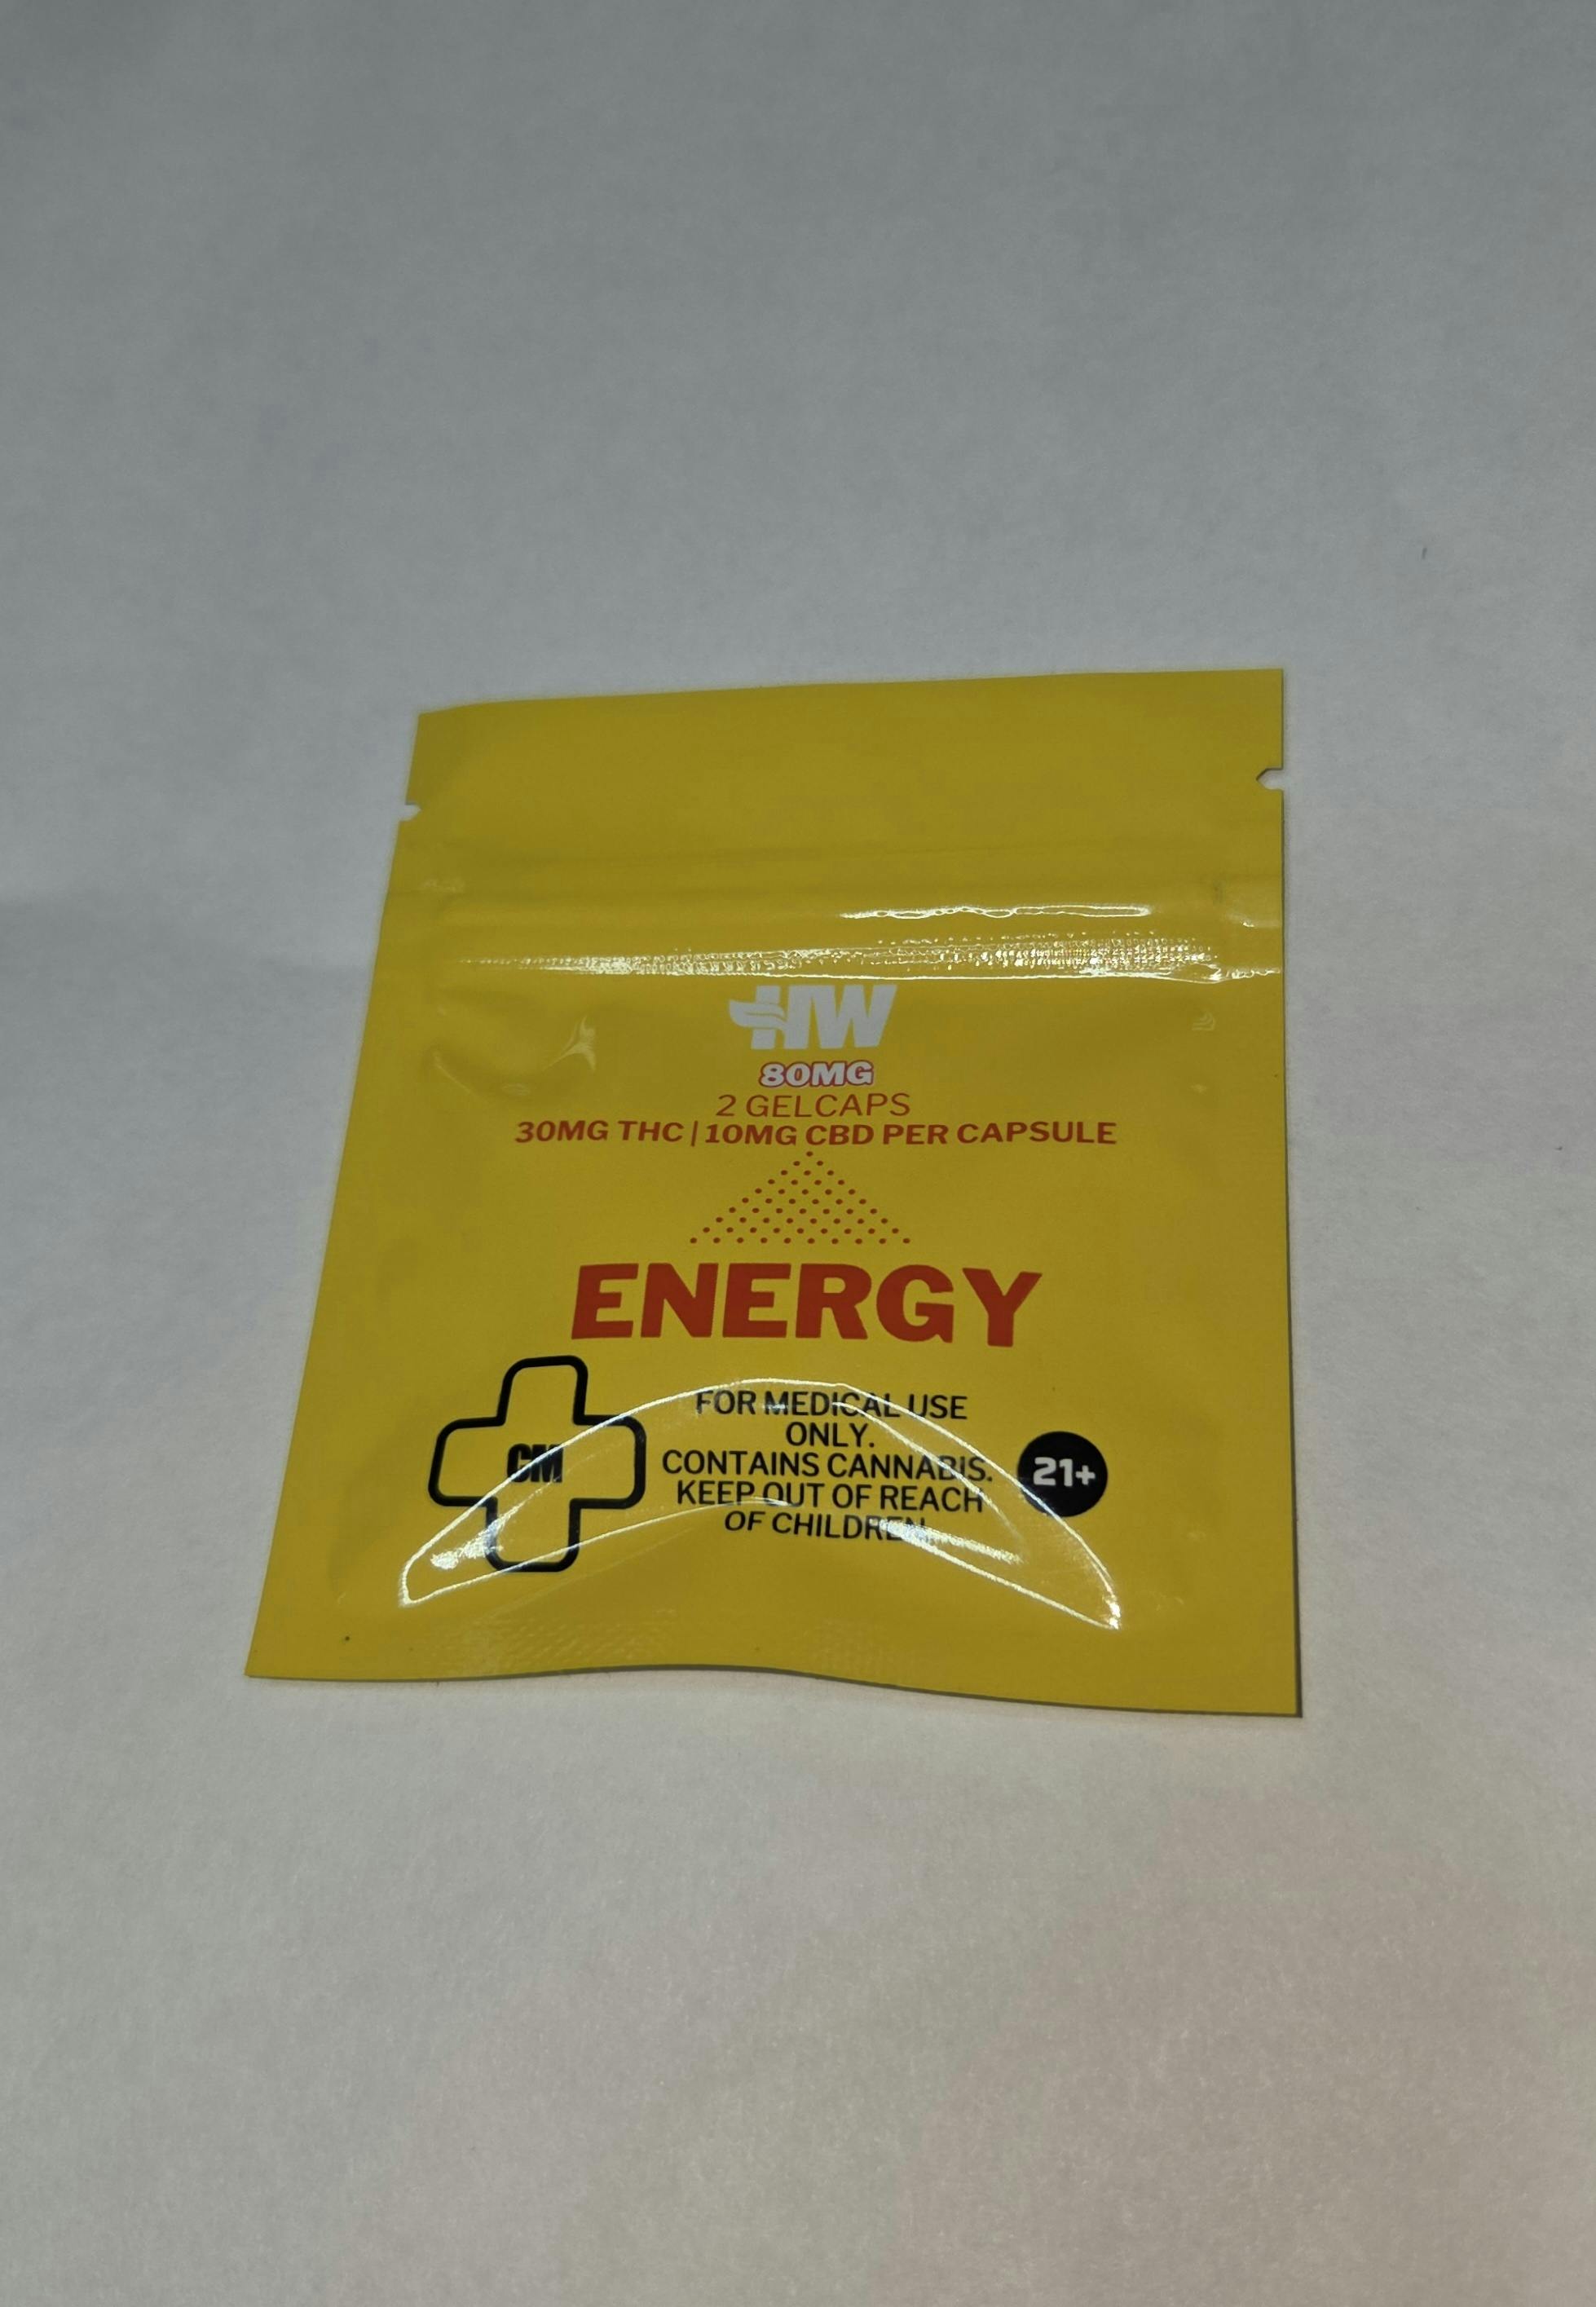 HW
80MG
2 GELCAPS
30MG THC | 10MG CBD PER CAPSULE
ENERGY
CM
FOR MEDICAL USE
ONLY.
CONTAINS CANNABIS.
KEEP OUT OF REACH
OF CHILDREN.
21+